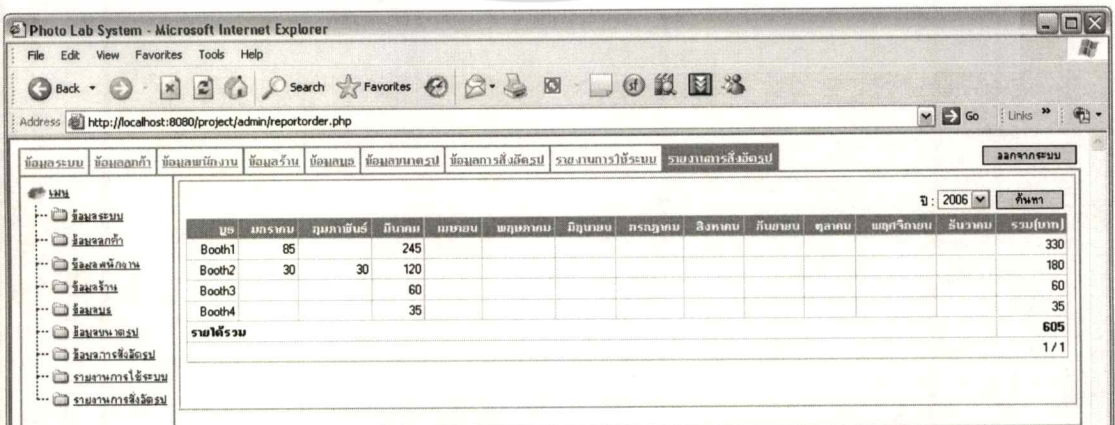 Photo Lab System - Microsoft Internet Explorer
File Edit View Favorites Tools Help
Back Search Favorites
Address http://localhost:8080/project/admin/reportorder.php Go Links
ข้อมูลระบบ ข้อมูลลูกค้า ข้อมูลพนักงาน ข้อมูลร้าน ข้อมูลบูธ ข้อมูลขนาดรูป ข้อมูลการสั่งอัดรูป รายงานการใช้ระบบ รายงานการสั่งอัดรูป ออกจากระบบ
เมนู
ข้อมูลระบบ
ข้อมูลลูกค้า
ข้อมูลพนักงาน
ข้อมูลร้าน
ข้อมูลบูธ
ข้อมูลขนาดรูป
ข้อมูลการสั่งอัดรูป
รายงานการใช้ระบบ
รายงานการสั่งอัดรูป
ปี : 2006 ค้นหา
บูธ มกราคม กุมภาพันธ์ มีนาคม เมษายน พฤษภาคม มิถุนายน กรกฎาคม สิงหาคม กันยายน ตุลาคม พฤศจิกายน ธันวาคม รวม(บาท)
Booth1 85 245 330
Booth2 30 30 120 180
Booth3 60 60
Booth4 35 35
รายได้รวม 605
1 / 1